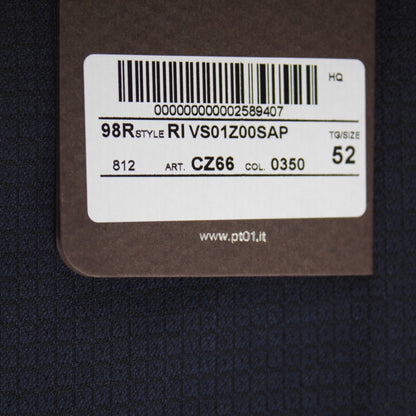 HQ
000000000002589407
98R STYLE RI VS01Z00SAP TG/SIZE
812 ART. CZ66 COL. 0350 52
www.pt01.it